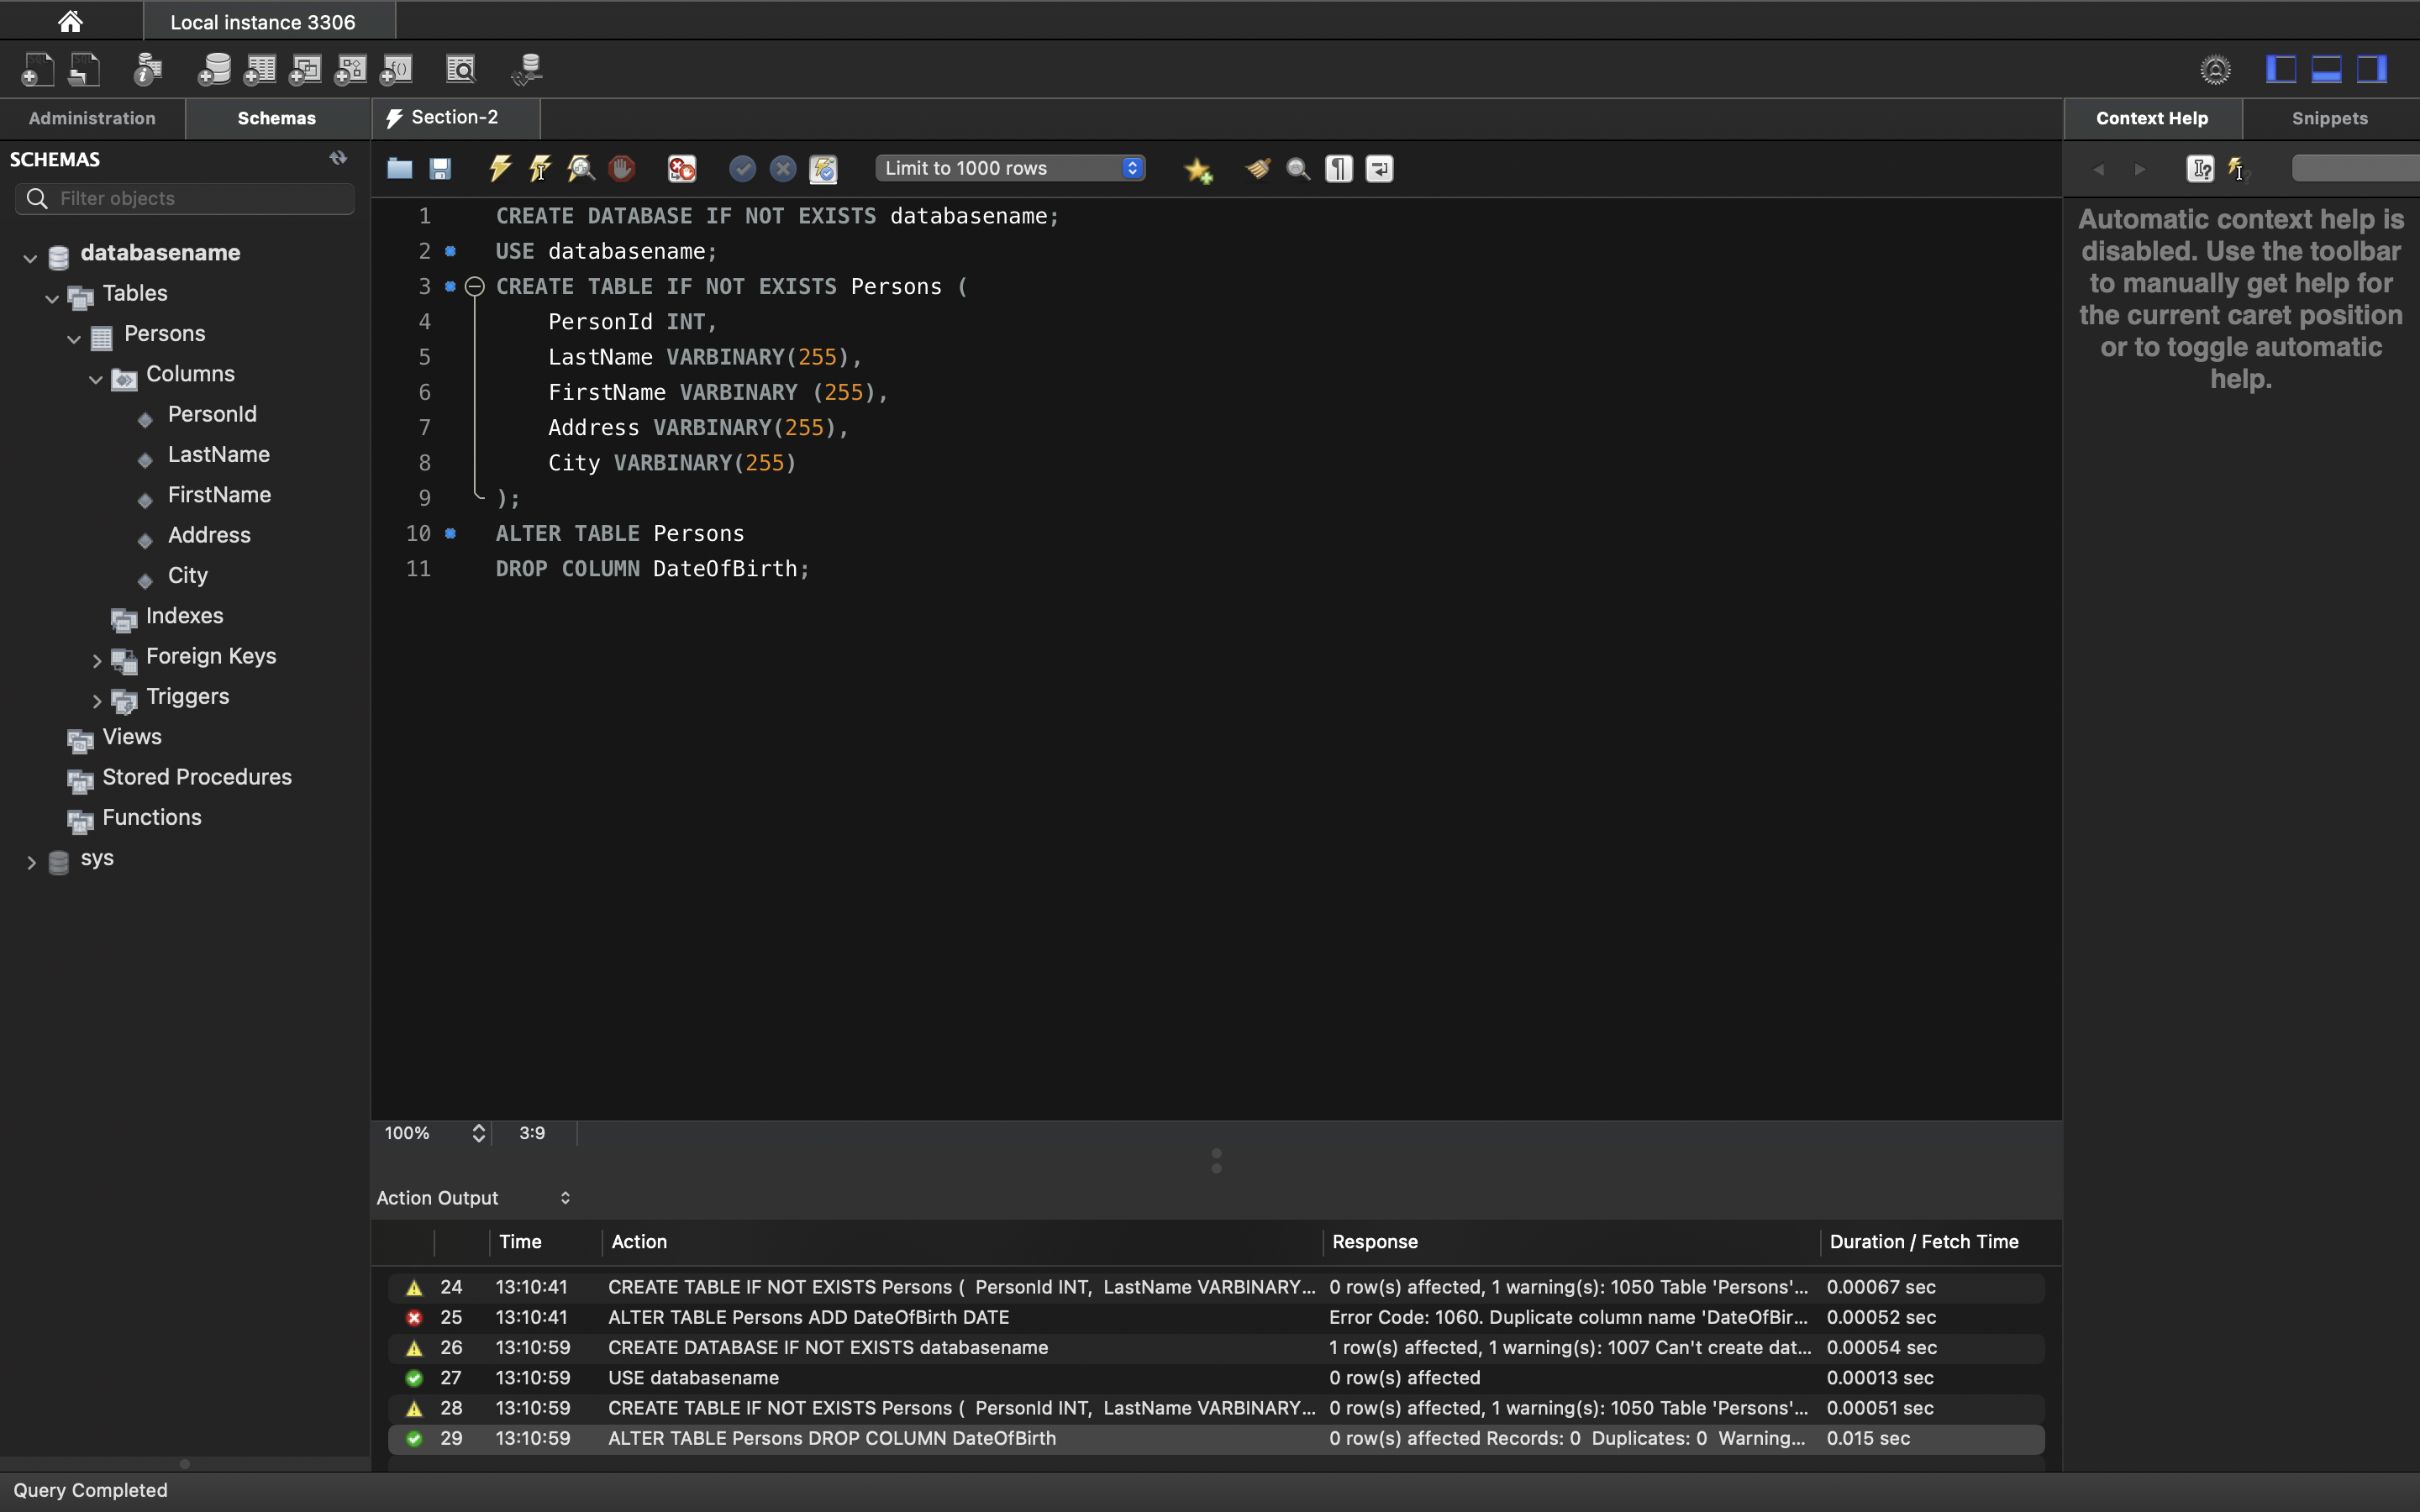 Local instance 3306
Administration
Schemas
Section-2
Context Help
Snippets
SCHEMAS
Filter objects
Limit to 1000 rows
databasename
Tables
Persons
Columns
PersonId
LastName
FirstName
Address
City
Indexes
Foreign Keys
Triggers
Views
Stored Procedures
Functions
sys
1 CREATE DATABASE IF NOT EXISTS databasename;
2 USE databasename;
3 CREATE TABLE IF NOT EXISTS Persons (
4 PersonId INT,
5 LastName VARBINARY(255),
6 FirstName VARBINARY (255),
7 Address VARBINARY(255),
8 City VARBINARY(255)
9 );
10 ALTER TABLE Persons
11 DROP COLUMN DateOfBirth;
Automatic context help is
disabled. Use the toolbar
to manually get help for
the current caret position
or to toggle automatic
help.
100% 3:9
Action Output
Time Action Response Duration / Fetch Time
24 13:10:41 CREATE TABLE IF NOT EXISTS Persons ( PersonId INT, LastName VARBINARY... 0 row(s) affected, 1 warning(s): 1050 Table 'Persons'... 0.00067 sec
25 13:10:41 ALTER TABLE Persons ADD DateOfBirth DATE Error Code: 1060. Duplicate column name 'DateOfBir... 0.00052 sec
26 13:10:59 CREATE DATABASE IF NOT EXISTS databasename 1 row(s) affected, 1 warning(s): 1007 Can't create dat... 0.00054 sec
27 13:10:59 USE databasename 0 row(s) affected 0.00013 sec
28 13:10:59 CREATE TABLE IF NOT EXISTS Persons ( PersonId INT, LastName VARBINARY... 0 row(s) affected, 1 warning(s): 1050 Table 'Persons'... 0.00051 sec
29 13:10:59 ALTER TABLE Persons DROP COLUMN DateOfBirth 0 row(s) affected Records: 0 Duplicates: 0 Warning... 0.015 sec
Query Completed